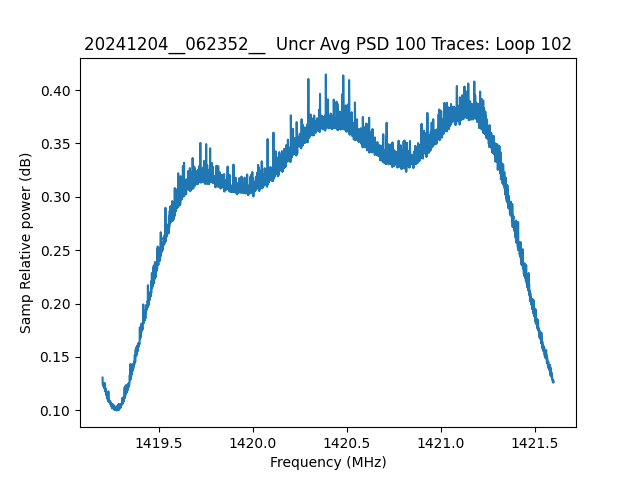 20241204__062352__  Uncr Avg PSD 100 Traces: Loop 102
0.40
0.35
0.30
0.25
0.20
0.15
0.10
Samp Relative power (dB)
1419.5 1420.0 1420.5 1421.0 1421.5
Frequency (MHz)